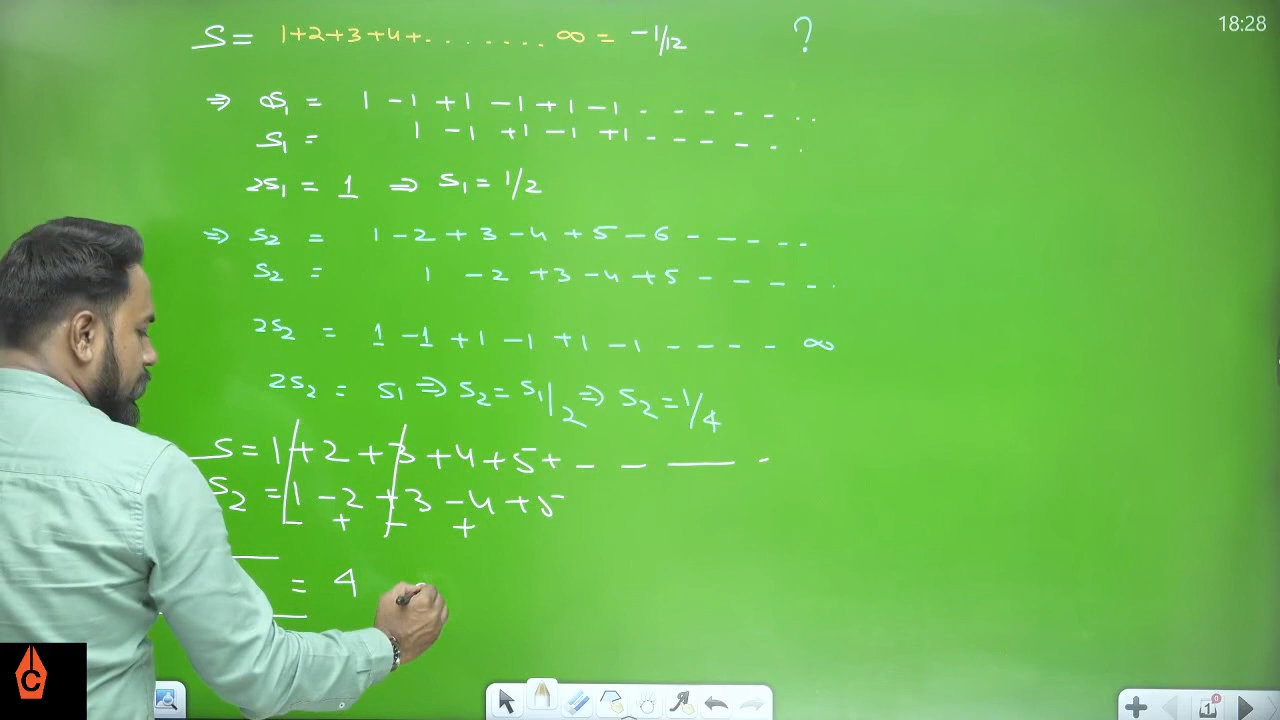 18:28
S = 1+2+3+4+........ ∞ = -1/12 ?
⇒ S₁ = 1 -1 +1 -1 +1 -1 - - - - - - ..
S₁ = 1 -1 +1 -1 +1 - - - - - .
2S₁ = 1 ⇒ S₁ = 1/2
⇒ S₂ = 1 -2 +3 -4 +5 -6 - - - - -
S₂ = 1 -2 +3 -4 +5 - - - - - .
2S₂ = 1 -1 +1 -1 +1 -1 - - - - - ∞
2S₂ = S₁ ⇒ S₂ = S₁/2 ⇒ S₂ = 1/4
S = 1 +2 +3 +4 +5 + - - — -
S₂ = 1 -2 +3 -4 +5
- + - +
= 4
C
1
0